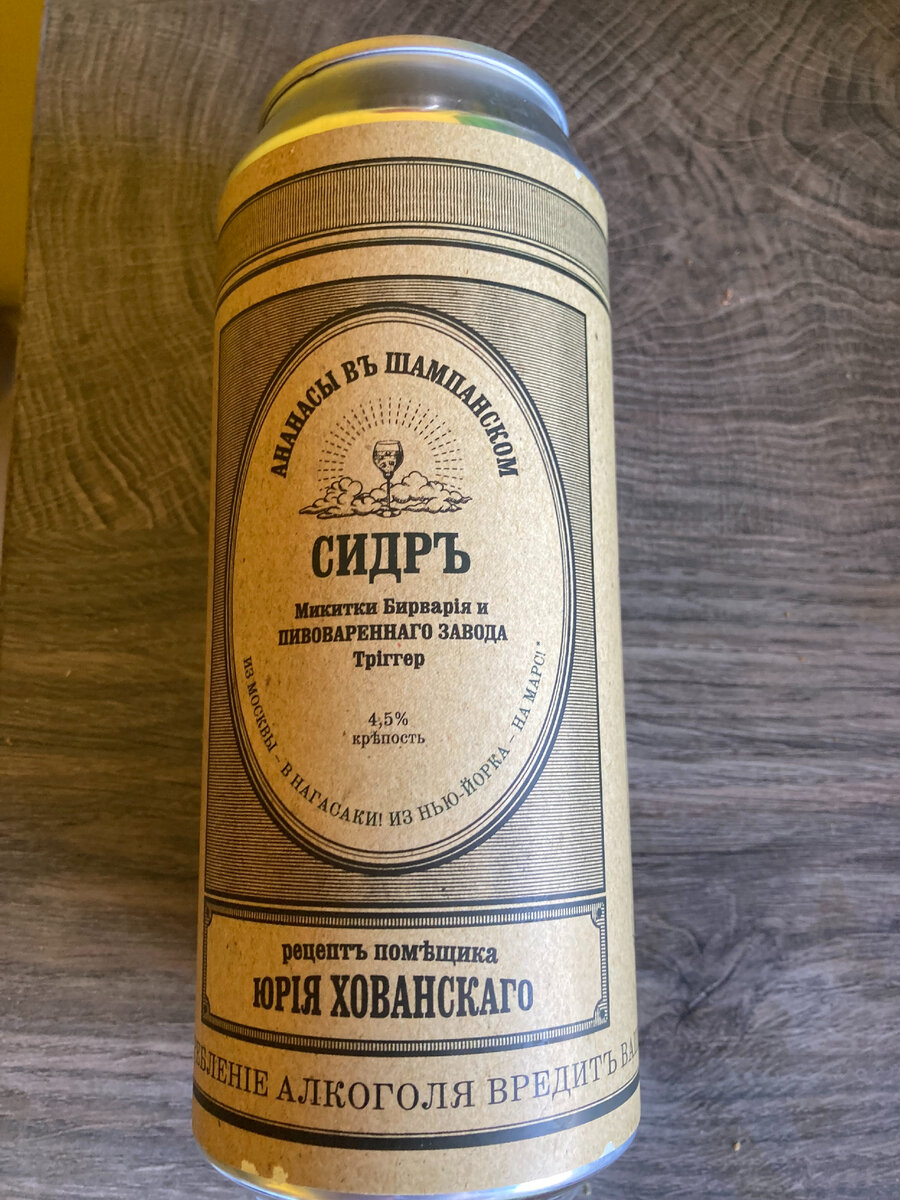 АНАНАСЫ ВЪ ШАМПАНСКОМ
СИДРЪ
Микитки Бирварія и
ПИВОВАРЕННАГО ЗАВОДА
Тріггер
4,5%
крѣпость
ИЗ МОСКВЫ – В НАГАСАКИ! ИЗ НЬЮ-ЙОРКА – НА МАРС! *
рецептъ помѣщика
ЮРІЯ ХОВАНСКАГО
АЛКОГОЛЯ ВРЕДИТЪ